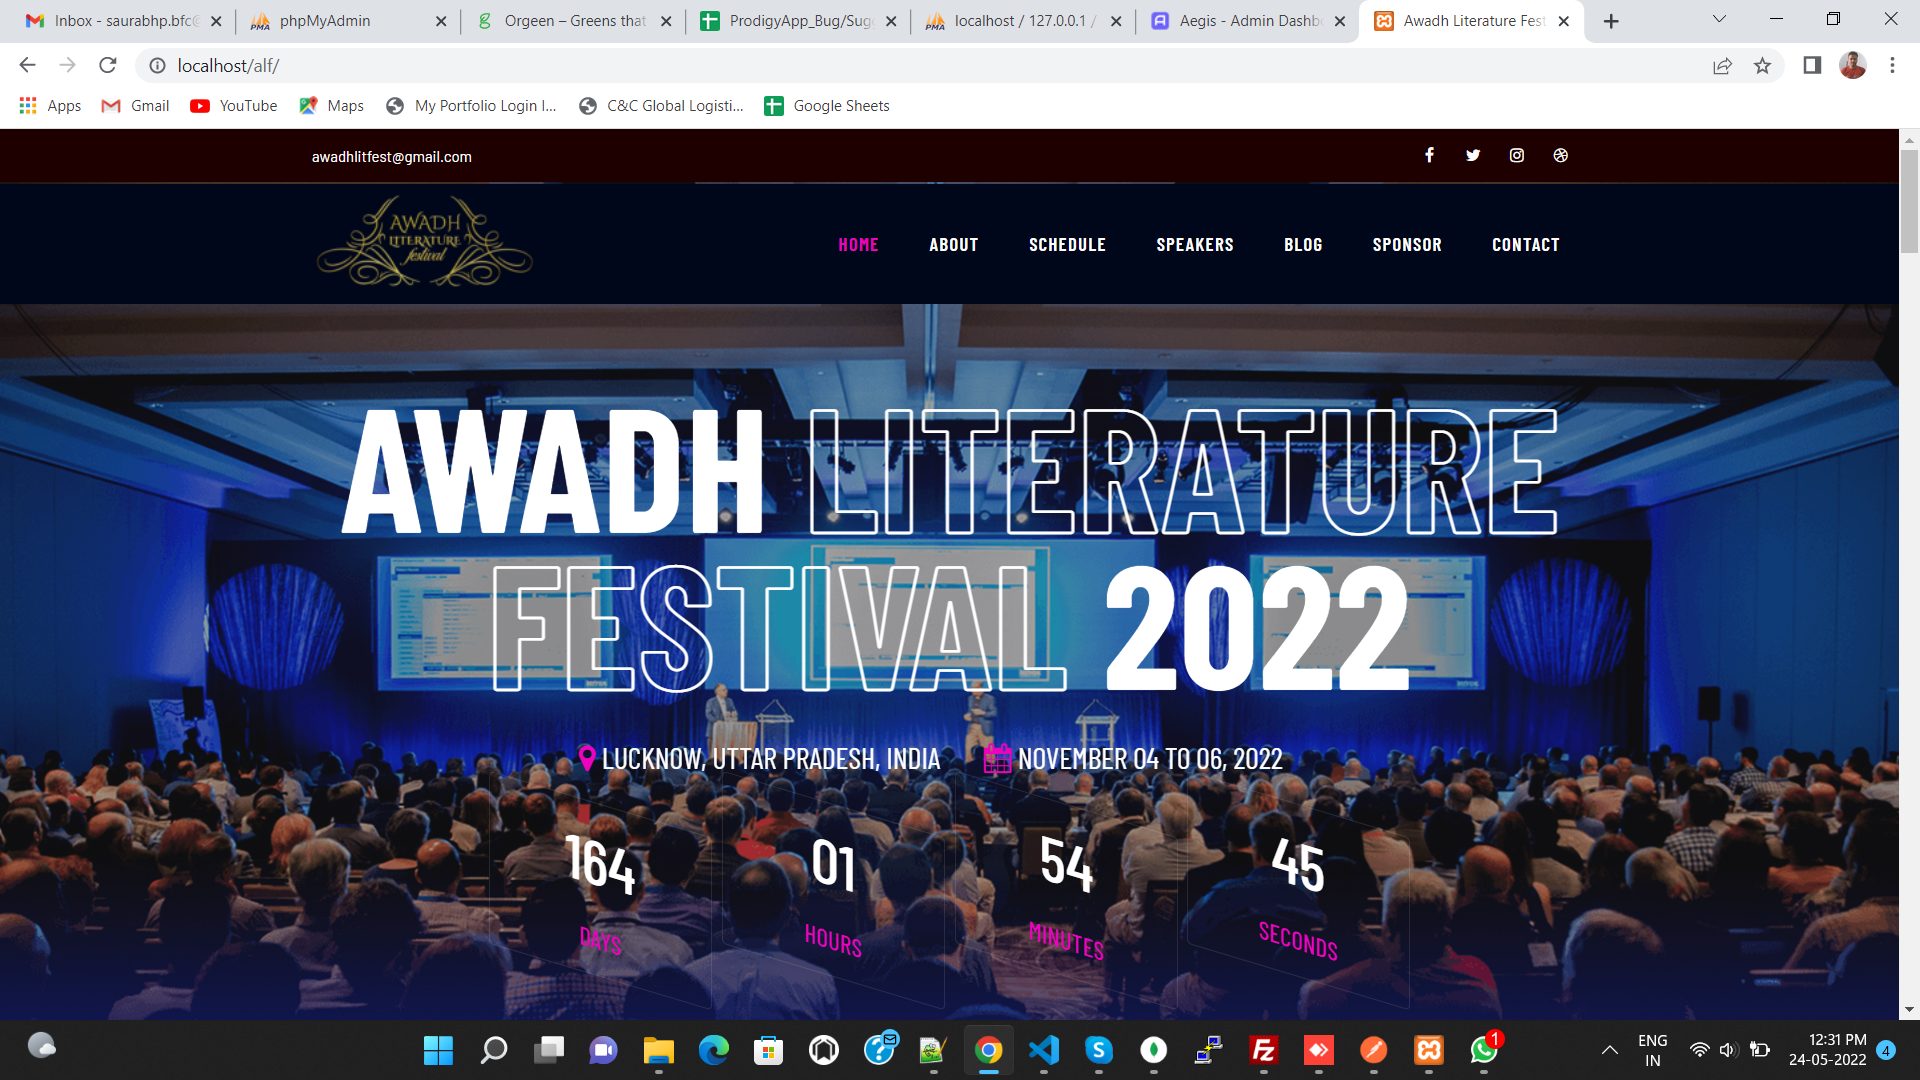 Inbox - saurabhp.bfc@
phpMyAdmin
Orgeen – Greens that
ProdigyApp_Bug/Sug
localhost / 127.0.0.1 /
Aegis - Admin Dashb
Awadh Literature Fest
localhost/alf/
Apps
Gmail
YouTube
Maps
My Portfolio Login I...
C&C Global Logisti...
Google Sheets
awadhlitfest@gmail.com
AWADH
LITERATURE
festival
HOME
ABOUT
SCHEDULE
SPEAKERS
BLOG
SPONSOR
CONTACT
AWADH LITERATURE
FESTIVAL 2022
LUCKNOW, UTTAR PRADESH, INDIA
NOVEMBER 04 TO 06, 2022
164
01
54
45
DAYS
HOURS
MINUTES
SECONDS
1
ENG
IN
12:31 PM
24-05-2022
4